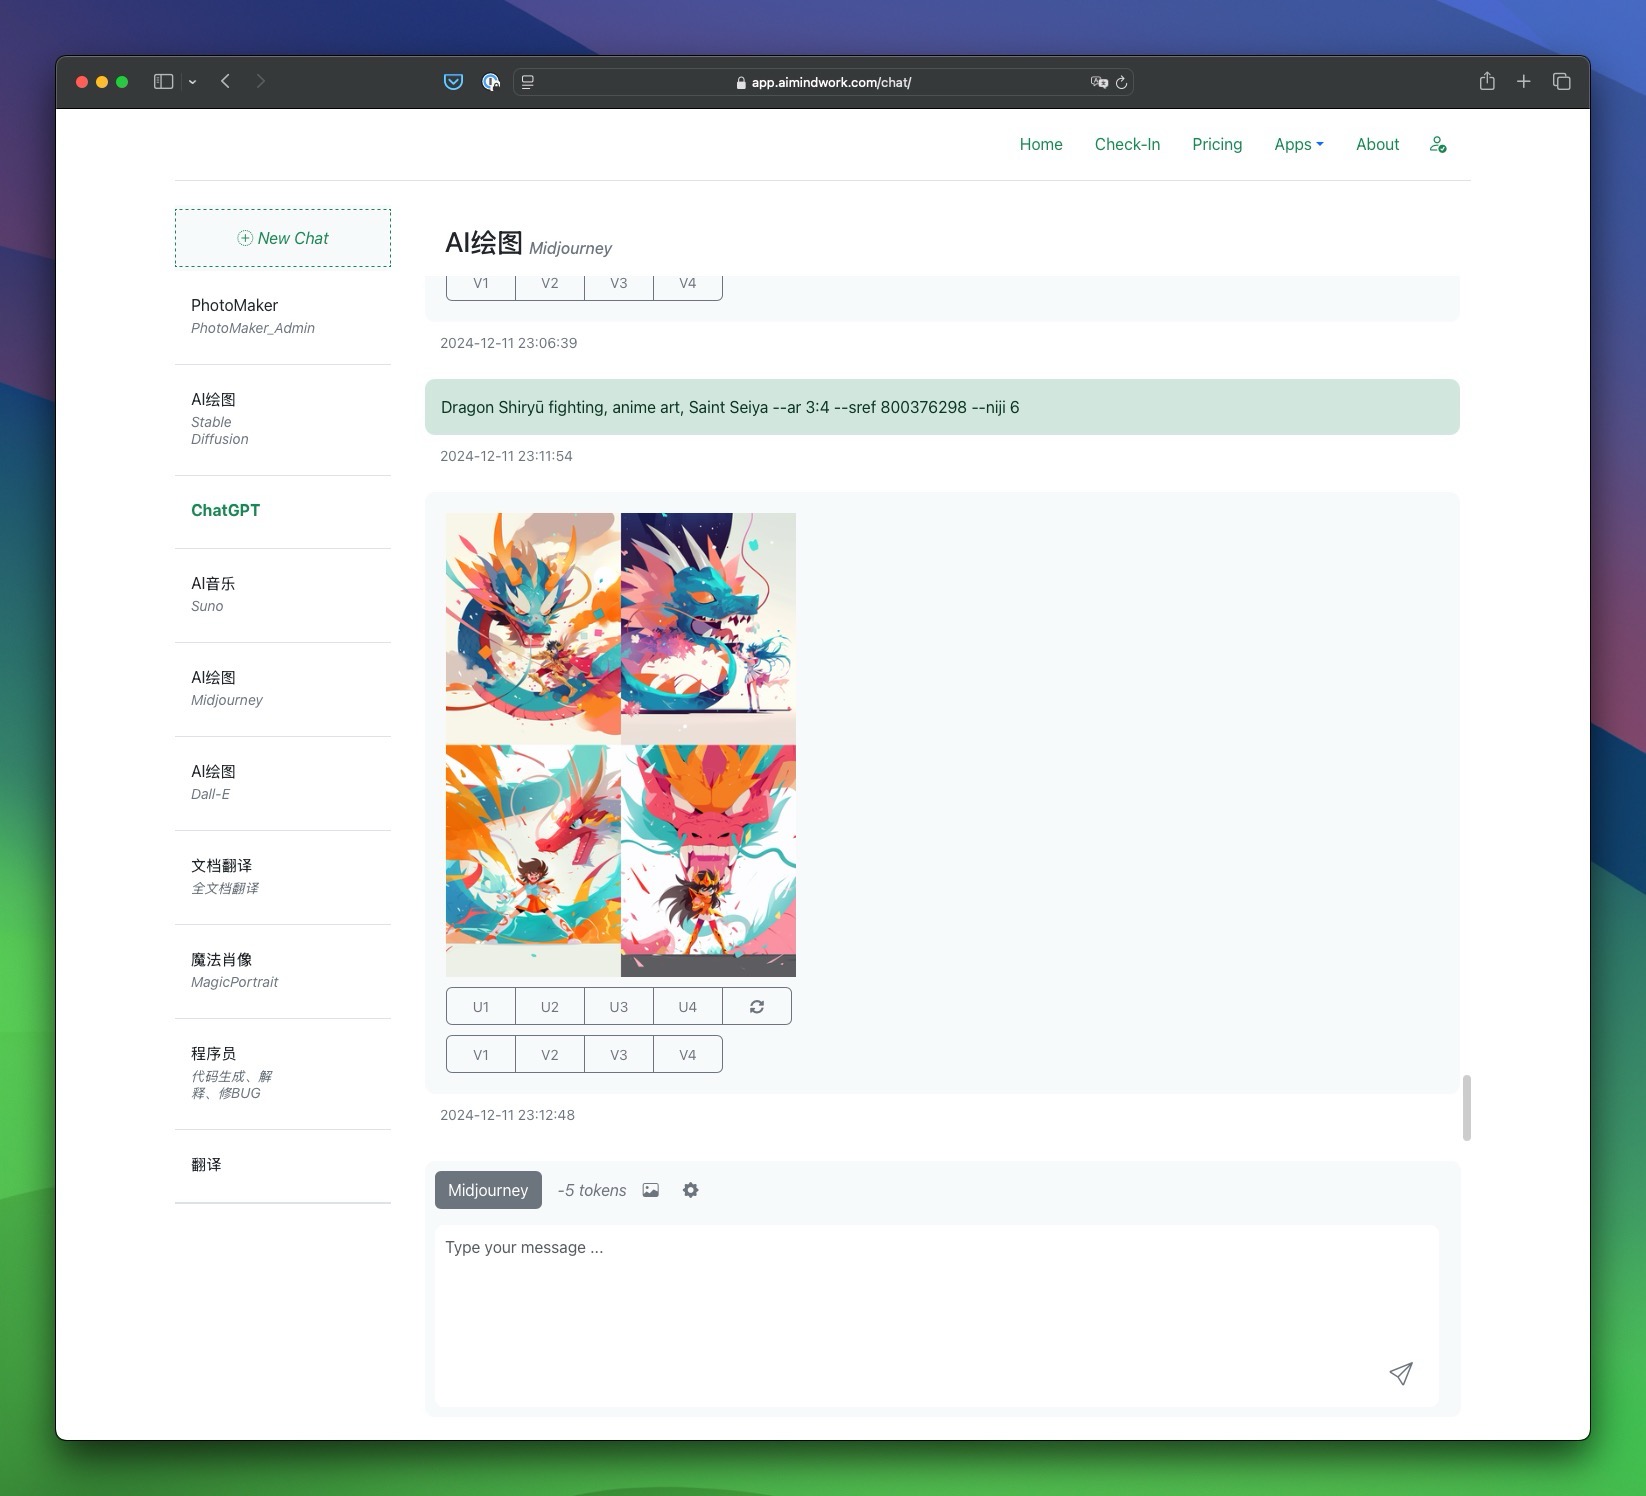 app.aimindwork.com/chat/
Home
Check-In
Pricing
Apps
About
New Chat
PhotoMaker
PhotoMaker_Admin
AI绘图
Stable
Diffusion
ChatGPT
AI音乐
Suno
AI绘图
Midjourney
AI绘图
Dall-E
文档翻译
全文档翻译
魔法肖像
MagicPortrait
程序员
代码生成、解
释、修BUG
翻译
AI绘图 Midjourney
V1
V2
V3
V4
2024-12-11 23:06:39
Dragon Shiryū fighting, anime art, Saint Seiya --ar 3:4 --sref 800376298 --niji 6
2024-12-11 23:11:54
U1
U2
U3
U4
V1
V2
V3
V4
2024-12-11 23:12:48
Midjourney
-5 tokens
Type your message ...